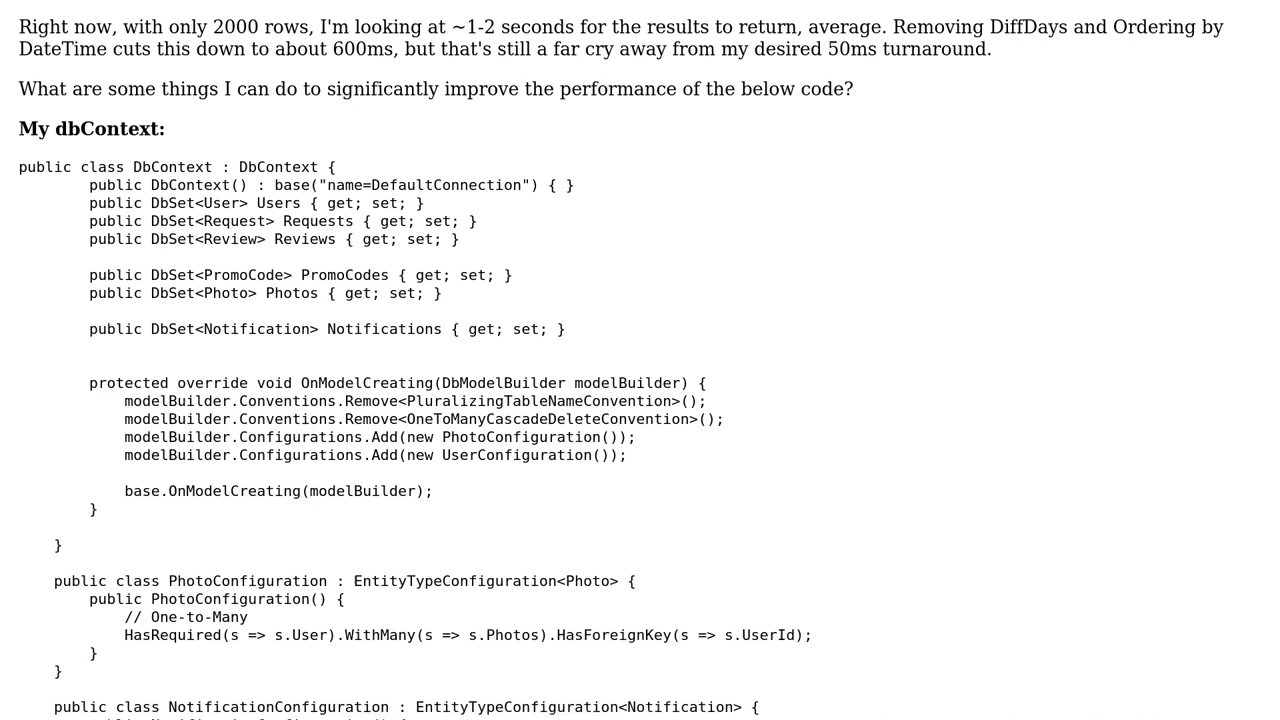 Right now, with only 2000 rows, I'm looking at ~1-2 seconds for the results to return, average. Removing DiffDays and Ordering by
DateTime cuts this down to about 600ms, but that's still a far cry away from my desired 50ms turnaround.
What are some things I can do to significantly improve the performance of the below code?
My dbContext:
public class DbContext : DbContext {
        public DbContext() : base("name=DefaultConnection") { }
        public DbSet<User> Users { get; set; }
        public DbSet<Request> Requests { get; set; }
        public DbSet<Review> Reviews { get; set; }
        public DbSet<PromoCode> PromoCodes { get; set; }
        public DbSet<Photo> Photos { get; set; }
        public DbSet<Notification> Notifications { get; set; }
        protected override void OnModelCreating(DbModelBuilder modelBuilder) {
            modelBuilder.Conventions.Remove<PluralizingTableNameConvention>();
            modelBuilder.Conventions.Remove<OneToManyCascadeDeleteConvention>();
            modelBuilder.Configurations.Add(new PhotoConfiguration());
            modelBuilder.Configurations.Add(new UserConfiguration());
            base.OnModelCreating(modelBuilder);
        }
    }
    public class PhotoConfiguration : EntityTypeConfiguration<Photo> {
        public PhotoConfiguration() {
            // One-to-Many
            HasRequired(s => s.User).WithMany(s => s.Photos).HasForeignKey(s => s.UserId);
        }
    }
    public class NotificationConfiguration : EntityTypeConfiguration<Notification> {